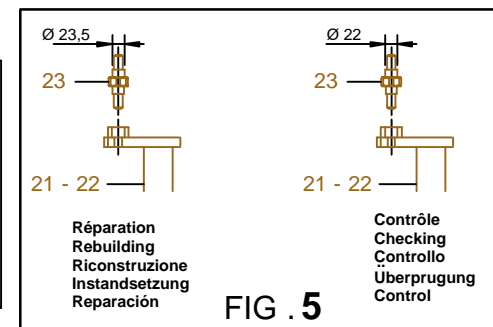 Ø 23,5
23
21 - 22
Réparation
Rebuilding
Riconstruzione
Instandsetzung
Reparación
Ø 22
23
21 - 22
Contrôle
Checking
Controllo
Überprugung
Control
FIG . 5